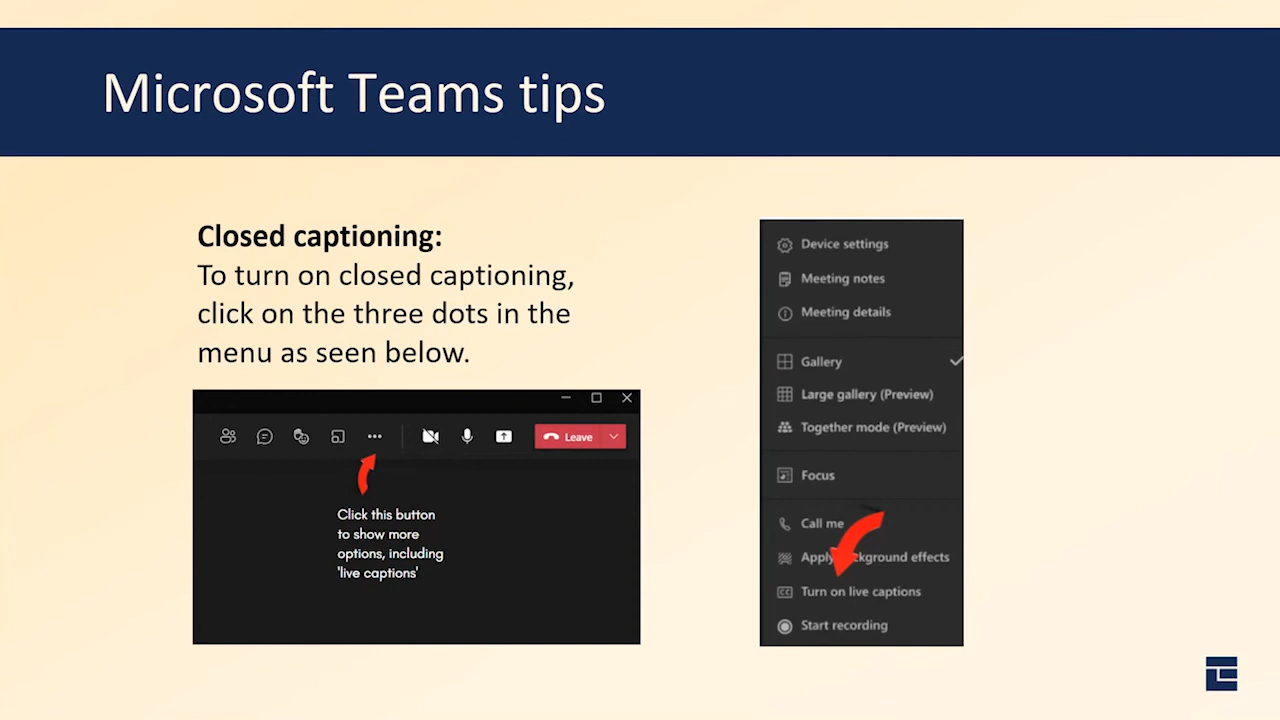 Microsoft Teams tips
Closed captioning:
To turn on closed captioning,
click on the three dots in the
menu as seen below.
Leave
Click this button
to show more
options, including
'live captions'
Device settings
Meeting notes
Meeting details
Gallery
Large gallery (Preview)
Together mode (Preview)
Focus
Call me
Apply background effects
CC Turn on live captions
Start recording